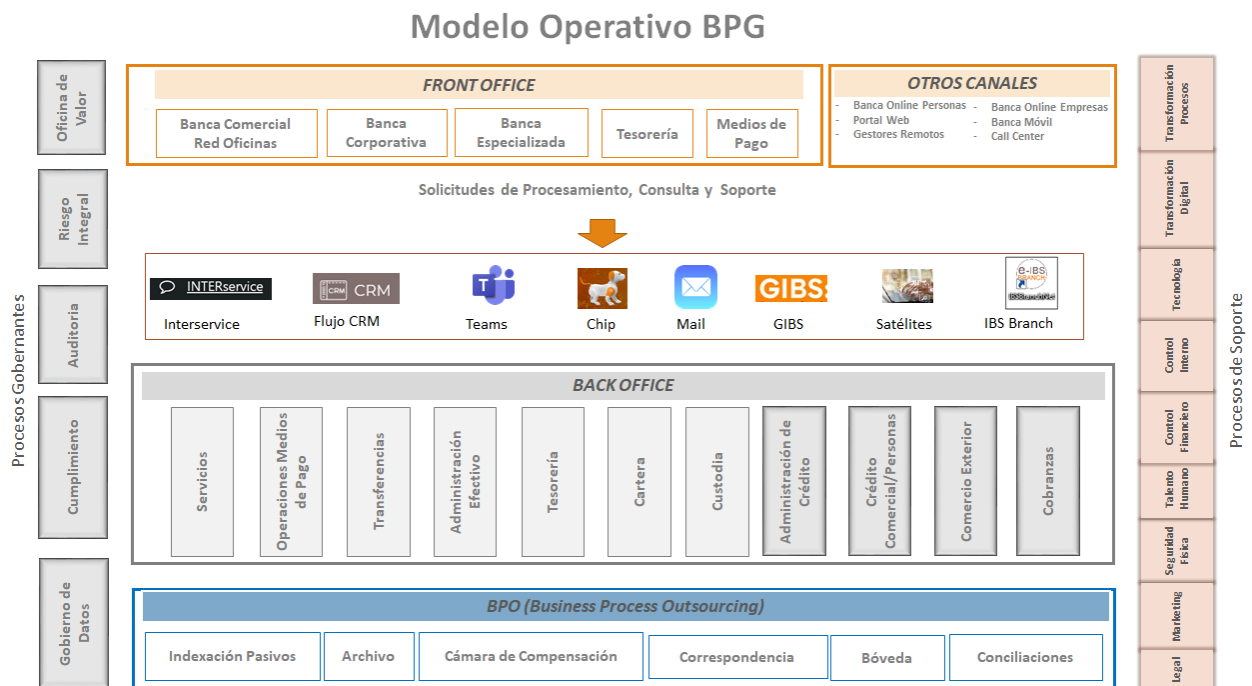 Modelo Operativo BPG
Procesos Gobernantes
Oficina de
Valor
Riesgo
Integral
Auditoria
Cumplimiento
Gobierno de
Datos
FRONT OFFICE
Banca Comercial
Red Oficinas
Banca
Corporativa
Banca
Especializada
Tesorería
Medios de
Pago
OTROS CANALES
- Banca Online Personas
- Portal Web
- Gestores Remotos
- Banca Online Empresas
- Banca Móvil
- Call Center
Solicitudes de Procesamiento, Consulta y Soporte
INTERservice
CRM
CRM
T
GIBS
e-IBS
BRANCH
IBSBranchNet
Interservice
Flujo CRM
Teams
Chip
Mail
GIBS
Satélites
IBS Branch
BACK OFFICE
Servicios
Operaciones Medios
de Pago
Transferencias
Administración
Efectivo
Tesorería
Cartera
Custodia
Administración de
Crédito
Crédito
Comercial/Personas
Comercio Exterior
Cobranzas
BPO (Business Process Outsourcing)
Indexación Pasivos
Archivo
Cámara de Compensación
Correspondencia
Bóveda
Conciliaciones
Transformación
Procesos
Transformación
Digital
Tecnología
Control
Interno
Control
Financiero
Talento
Humano
Seguridad
Física
Marketing
Legal
Procesos de Soporte